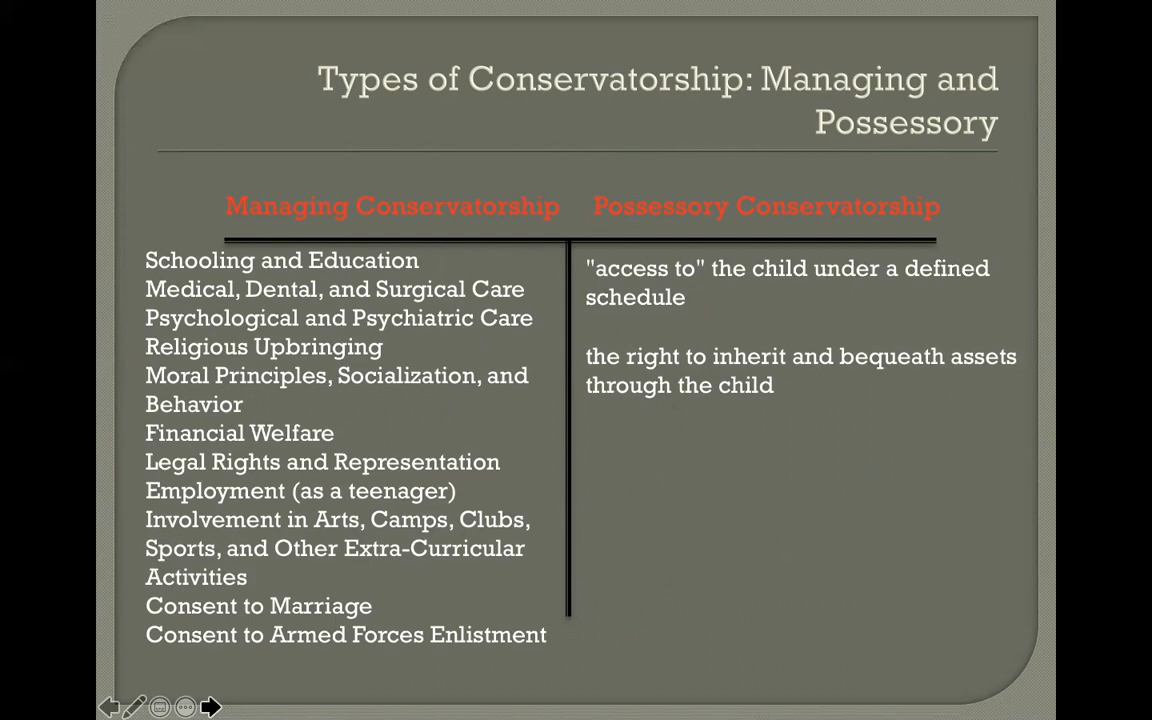 Types of Conservatorship: Managing and
Possessory
Managing Conservatorship
Schooling and Education
Medical, Dental, and Surgical Care
Psychological and Psychiatric Care
Religious Upbringing
Moral Principles, Socialization, and
Behavior
Financial Welfare
Legal Rights and Representation
Employment (as a teenager)
Involvement in Arts, Camps, Clubs,
Sports, and Other Extra-Curricular
Activities
Consent to Marriage
Consent to Armed Forces Enlistment
Possessory Conservatorship
"access to" the child under a defined
schedule
the right to inherit and bequeath assets
through the child